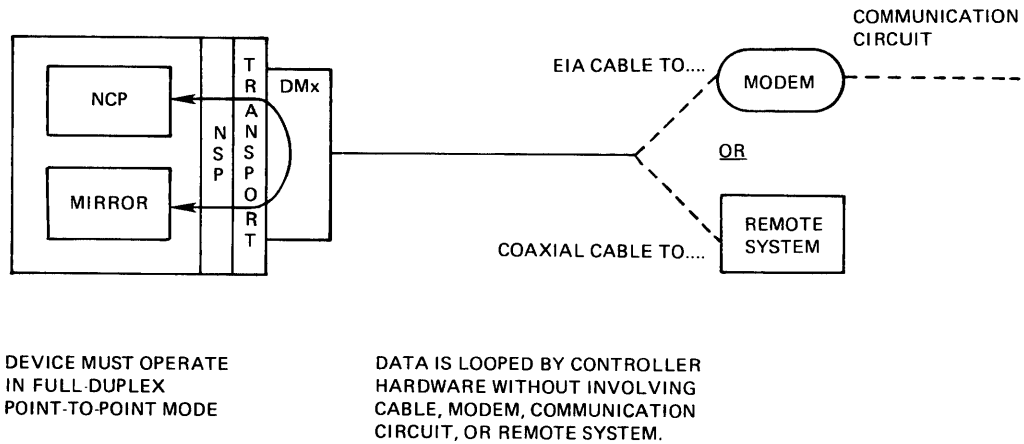 COMMUNICATION
CIRCUIT
EIA CABLE TO....
MODEM
NCP
NSP
TRANSPORT
DMx
OR
MIRROR
COAXIAL CABLE TO....
REMOTE
SYSTEM
DEVICE MUST OPERATE
IN FULL-DUPLEX
POINT-TO-POINT MODE
DATA IS LOOPED BY CONTROLLER
HARDWARE WITHOUT INVOLVING
CABLE, MODEM, COMMUNICATION
CIRCUIT, OR REMOTE SYSTEM.